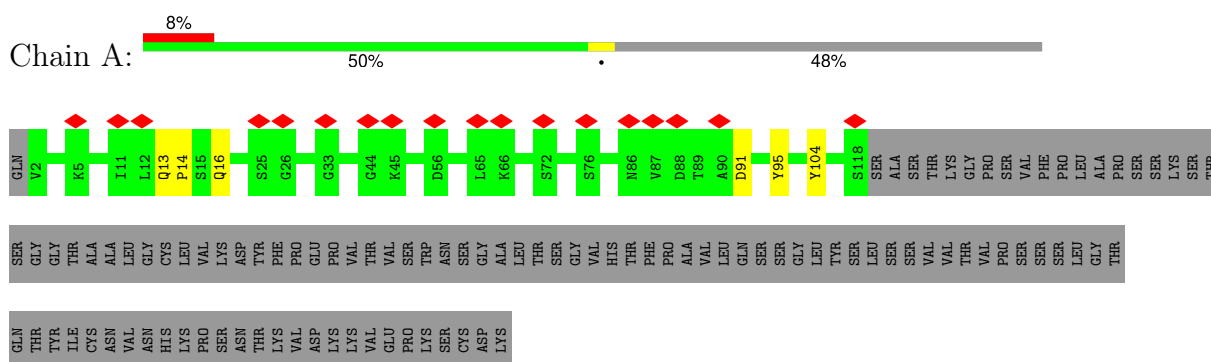 8%
Chain A:
50% • 48%
GLN V2 K5 I11 L12 Q13 P14 S15 Q16 S25 G26 G33 G44 K45 D56 L65 K66 S72 S76 N86 V87 D88 T89 A90 D91 Y95 Y104 S118 SER ALA SER THR LYS GLY PRO SER VAL PHE PRO LEU ALA PRO SER SER LYS SER THR
SER GLY GLY THR ALA ALA LEU GLY CYS LEU VAL LYS ASP TYR PHE PRO GLU PRO VAL THR VAL SER TRP ASN SER GLY ALA LEU THR SER GLY VAL HIS THR PHE PRO ALA VAL LEU GLN SER SER GLY LEU TYR SER LEU SER SER VAL VAL THR VAL PRO SER SER SER LEU GLY THR
GLN THR TYR ILE CYS ASN VAL ASN HIS LYS PRO SER ASN THR LYS VAL ASP LYS LYS VAL GLU PRO LYS SER CYS ASP LYS